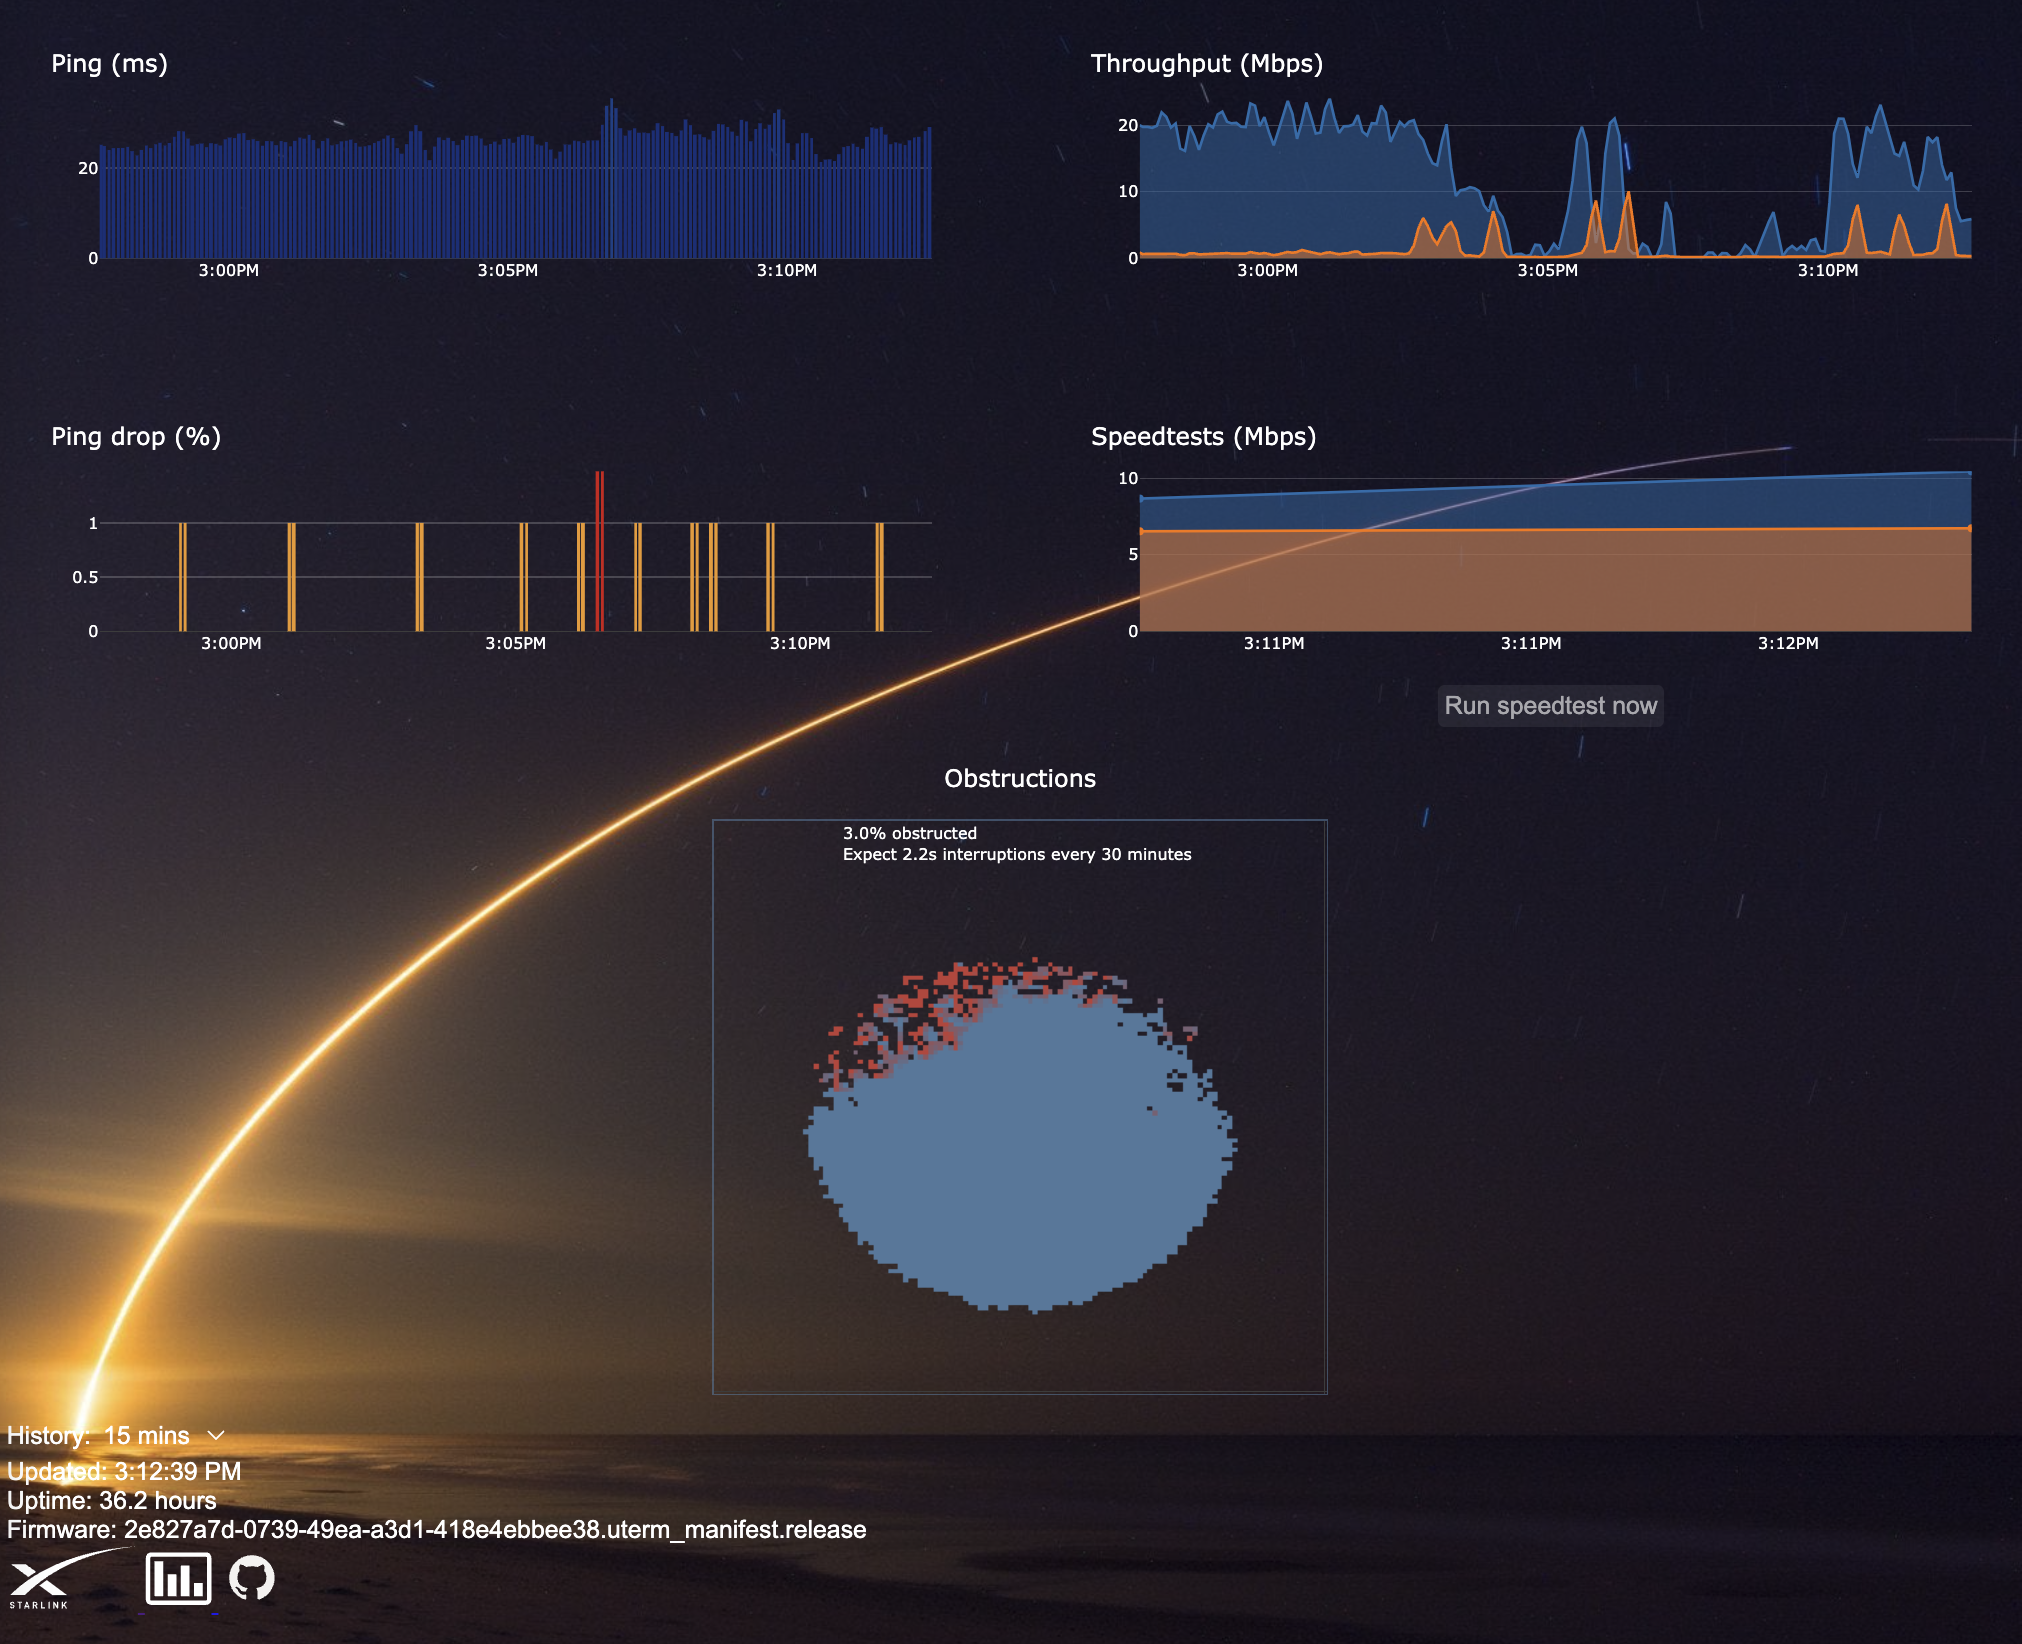 Ping (ms)
20
0
3:00PM 3:05PM 3:10PM
Throughput (Mbps)
20
10
0
3:00PM 3:05PM 3:10PM
Ping drop (%)
1
0.5
0
3:00PM 3:05PM 3:10PM
Speedtests (Mbps)
10
5
0
3:11PM 3:11PM 3:12PM
Run speedtest now
Obstructions
3.0% obstructed
Expect 2.2s interruptions every 30 minutes
History: 15 mins
Updated: 3:12:39 PM
Uptime: 36.2 hours
Firmware: 2e827a7d-0739-49ea-a3d1-418e4ebbee38.uterm_manifest.release
STARLINK